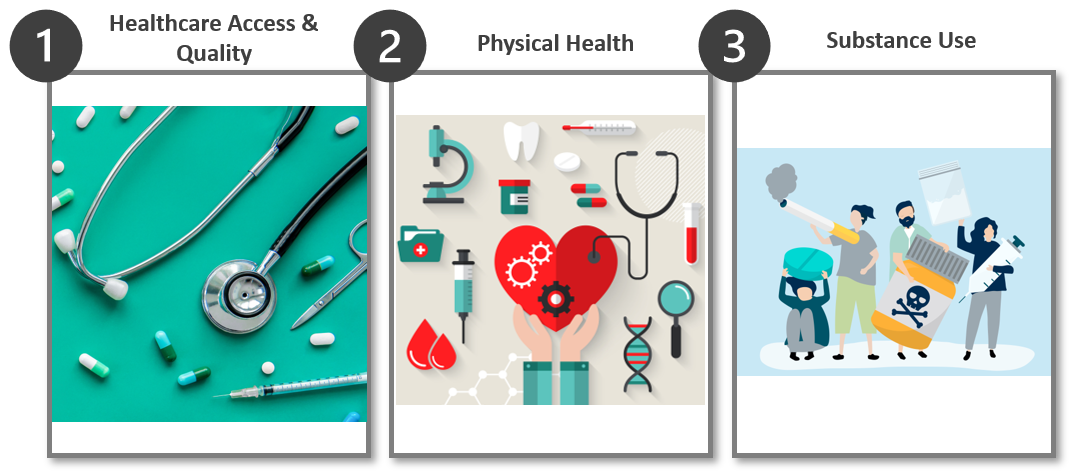 1
Healthcare Access &
Quality
2
Physical Health
3
Substance Use